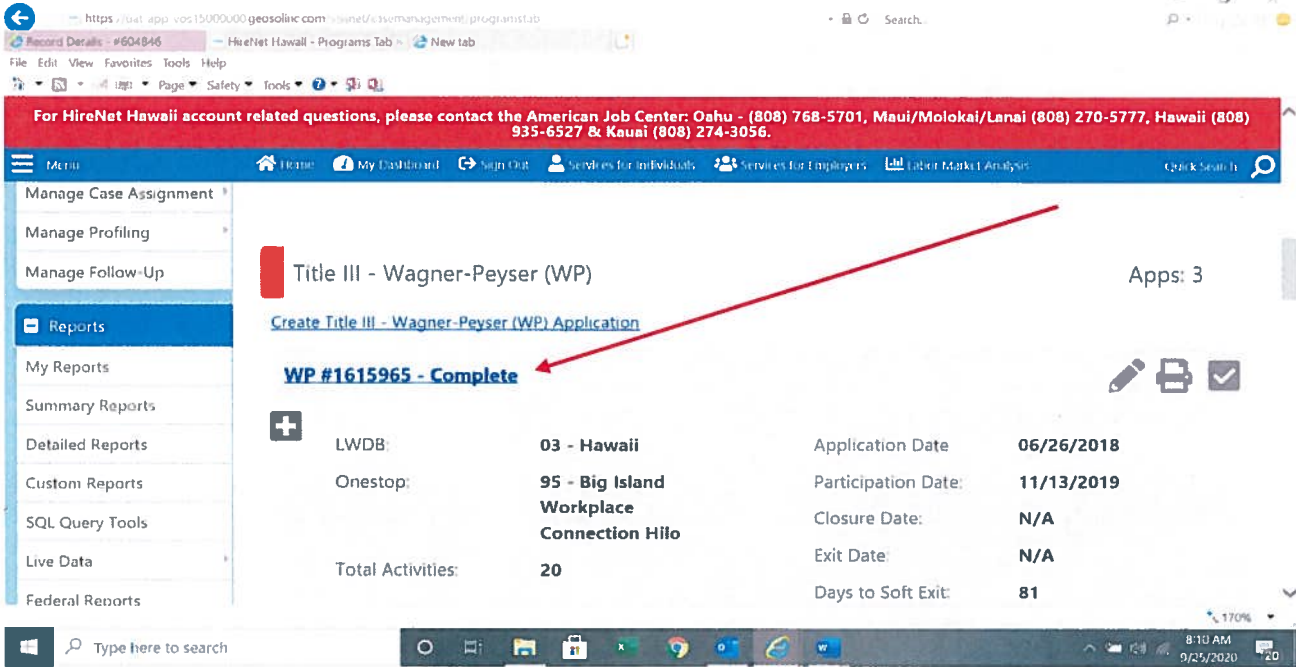 geosolinc.com
Search...
Record Details - #604846
HireNet Hawaii - Programs Tab
New tab
File Edit View Favorites Tools Help
Page Safety Tools
For HireNet Hawaii account related questions, please contact the American Job Center: Oahu - (808) 768-5701, Maui/Molokai/Lanai (808) 270-5777, Hawaii (808)
935-6527 & Kauai (808) 274-3056.
Menu
Home My Dashboard Sign Out Services for Individuals Services for Employers Labor Market Analysis Quick Search
Manage Case Assignment
Manage Profiling
Manage Follow-Up
Title III - Wagner-Peyser (WP)
Apps: 3
Reports
Create Title III - Wagner-Peyser (WP) Application
My Reports
WP #1615965 - Complete
Summary Reports
Detailed Reports
LWDB: 03 - Hawaii
Application Date 06/26/2018
Custom Reports
Onestop: 95 - Big Island
Workplace
Connection Hilo
Participation Date: 11/13/2019
SQL Query Tools
Closure Date: N/A
Live Data
Exit Date: N/A
Total Activities: 20
Federal Reports
Days to Soft Exit: 81
170%
Type here to search
8:10 AM
9/25/2020
20